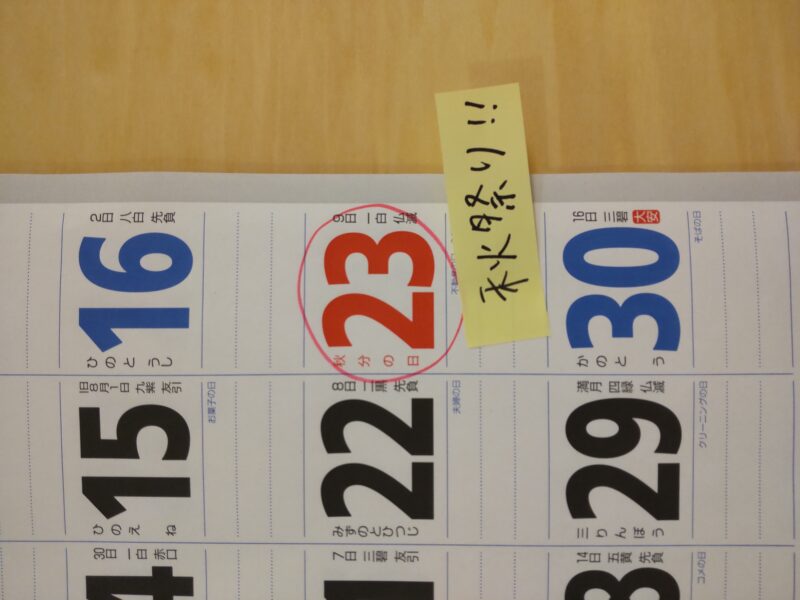 30日 一白 赤口
ひのえね
15
旧8月1日 九紫 友引
お菓子の日
ひのとうし
16
2日 八白 先負
7日 三碧 友引
みずのとひつじ
22
8日 二黒 先負
夫婦の日
秋分の日
23
9日 一白 仏滅
秋祭り!!
14日 五黄 先負
コメの日
三りんぼう
29
満月 四緑 仏滅
クリーニングの日
かのとう
30
16日 三碧 大安
そばの日